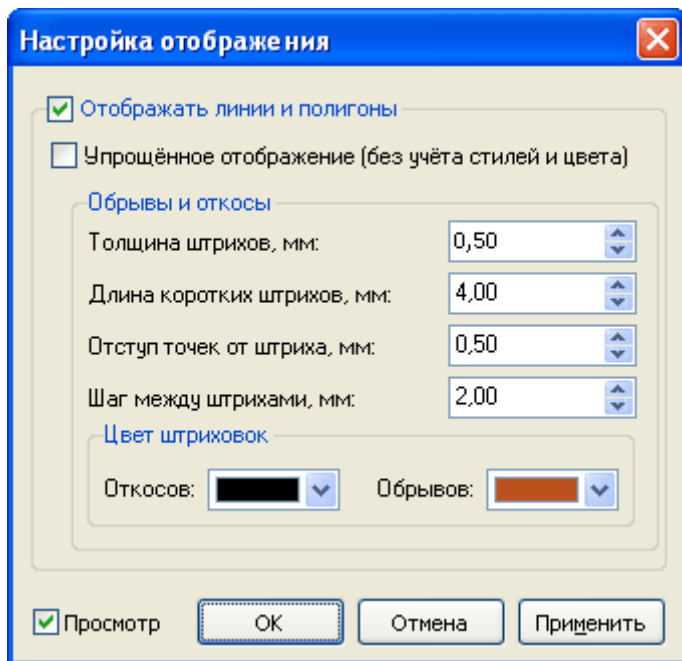 Настройка отображения
Отображать линии и полигоны
Упрощённое отображение (без учёта стилей и цвета)
Обрывы и откосы
Толщина штрихов, мм: 0,50
Длина коротких штрихов, мм: 4,00
Отступ точек от штриха, мм: 0,50
Шаг между штрихами, мм: 2,00
Цвет штриховок
Откосов: Обрывов:
Просмотр OK Отмена Применить